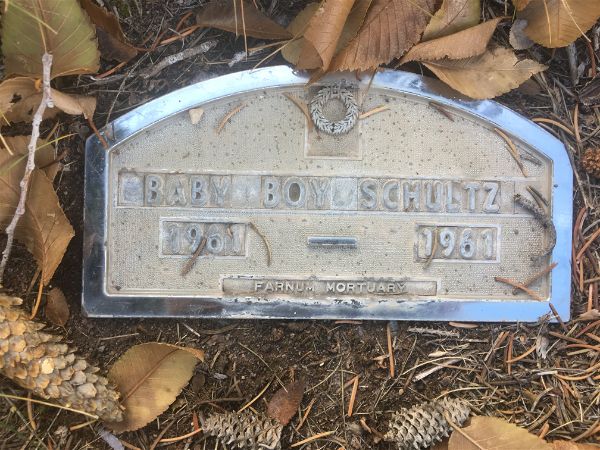 BABY BOY SCHULTZ
1961 — 1961
FARNUM MORTUARY